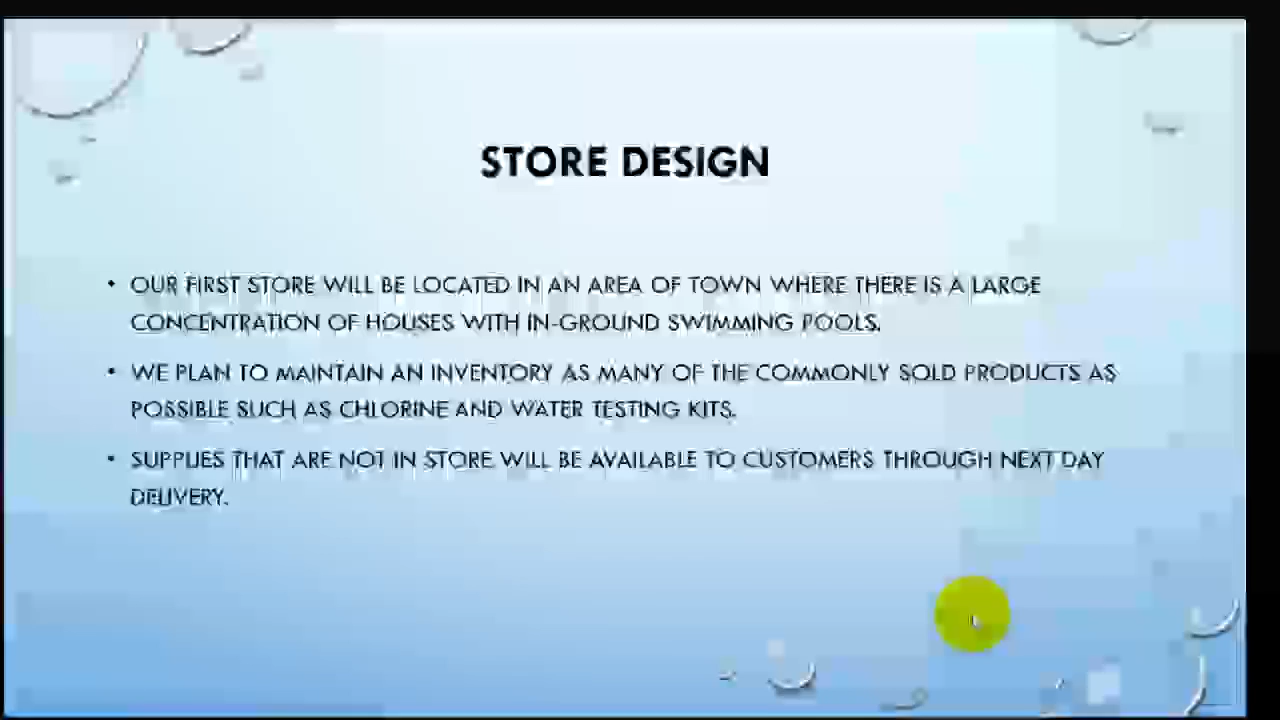 STORE DESIGN
• OUR FIRST STORE WILL BE LOCATED IN AN AREA OF TOWN WHERE THERE IS A LARGE
CONCENTRATION OF HOUSES WITH IN-GROUND SWIMMING POOLS.
• WE PLAN TO MAINTAIN AN INVENTORY AS MANY OF THE COMMONLY SOLD PRODUCTS AS
POSSIBLE SUCH AS CHLORINE AND WATER TESTING KITS.
• SUPPLIES THAT ARE NOT IN STORE WILL BE AVAILABLE TO CUSTOMERS THROUGH NEXT DAY
DELIVERY.